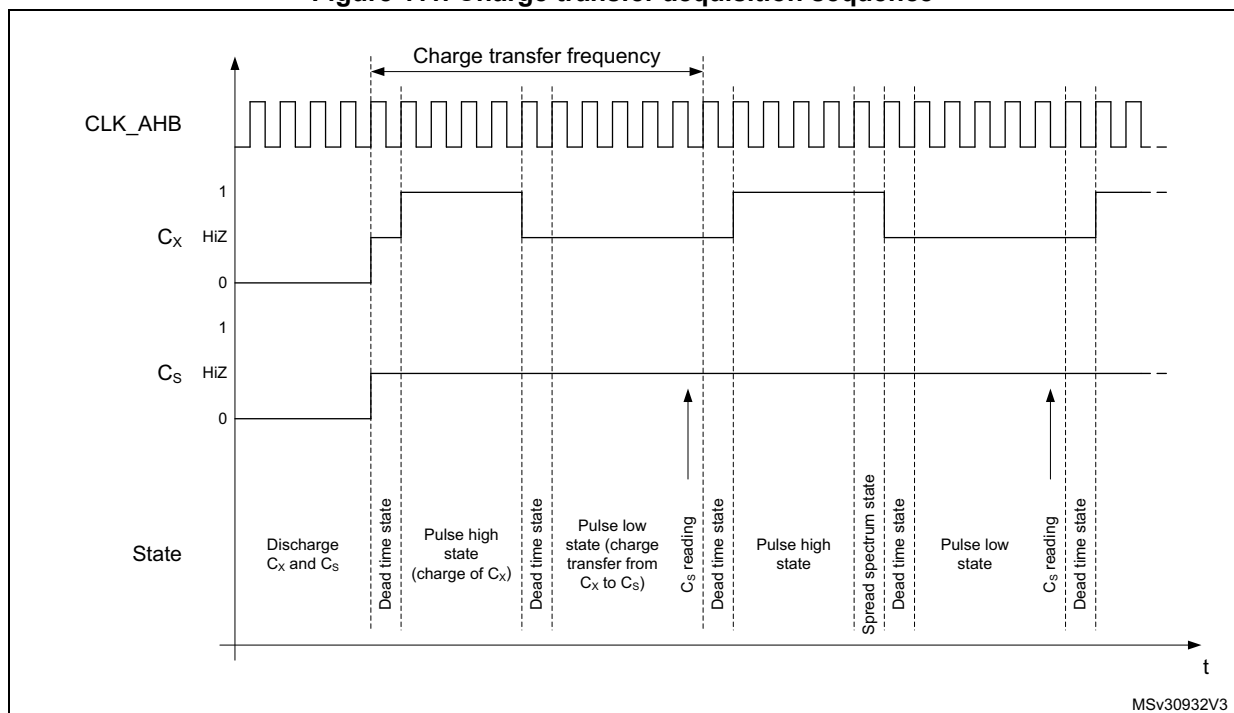 Charge transfer frequency
CLK_AHB
1
CX HiZ
0
1
CS HiZ
0
State
Discharge
CX and CS
Dead time state
Pulse high
state
(charge of CX)
Dead time state
Pulse low
state (charge
transfer from
CX to CS)
CS reading
Dead time state
Pulse high
state
Spread spectrum state
Dead time state
Pulse low
state
CS reading
Dead time state
t
MSv30932V3